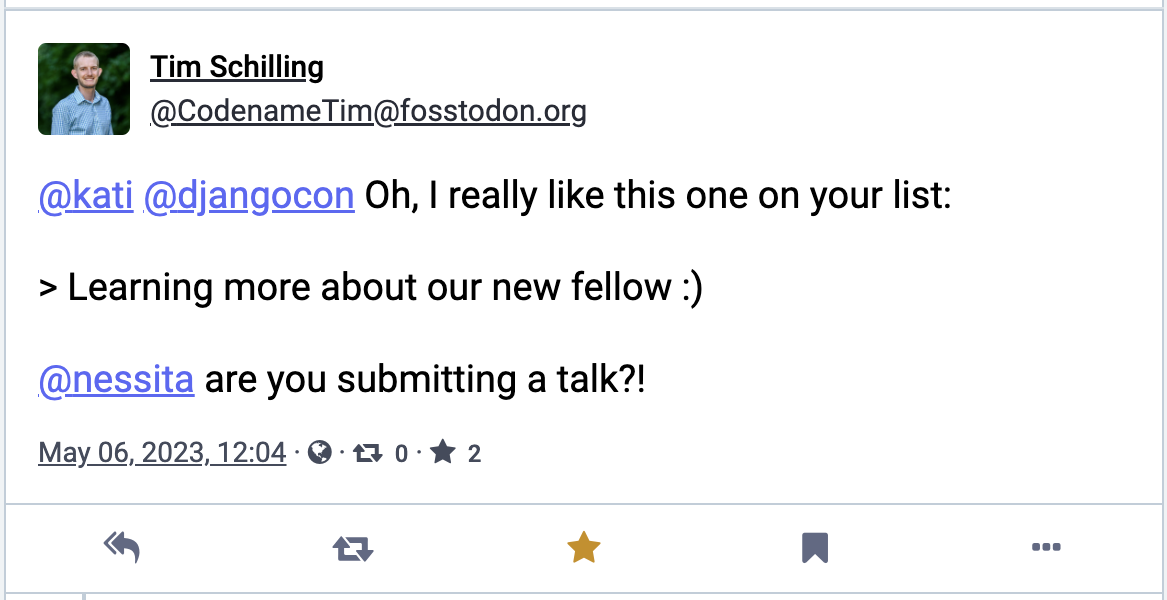 Tim Schilling
@CodenameTim@fosstodon.org
@kati @djangocon Oh, I really like this one on your list:
> Learning more about our new fellow :)
@nessita are you submitting a talk?!
May 06, 2023, 12:04 · · 0 · 2